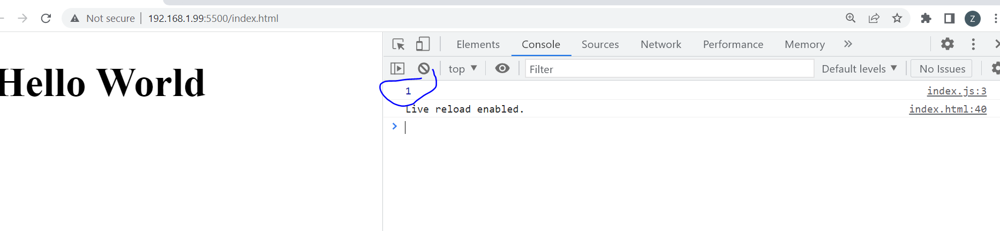 Not secure 192.168.1.99:5500/index.html Z
Elements Console Sources Network Performance Memory
top Filter Default levels No Issues
Hello World
1 index.js:3
Live reload enabled. index.html:40